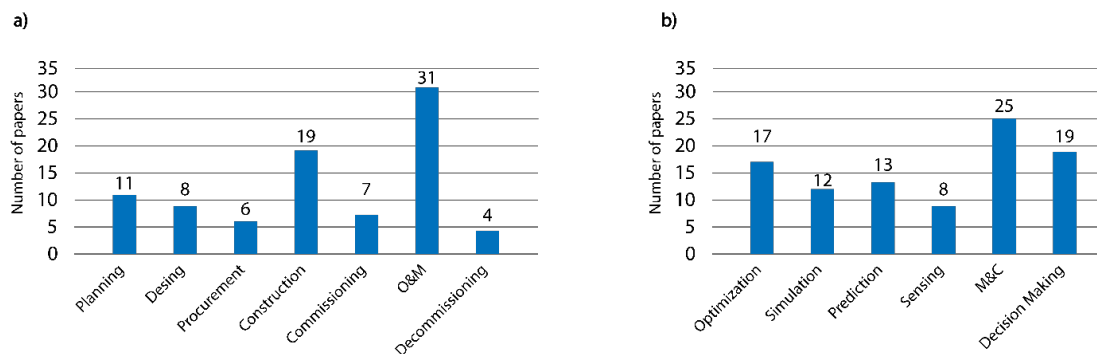 a)
Number of papers
35
30
25
20
15
10
5
0
11
8
6
19
7
31
4
Planning
Desing
Procurement
Construction
Commissioning
O&M
Decommissioning
b)
Number of papers
35
30
25
20
15
10
5
0
17
12
13
8
25
19
Optimization
Simulation
Prediction
Sensing
M&C
Decision Making